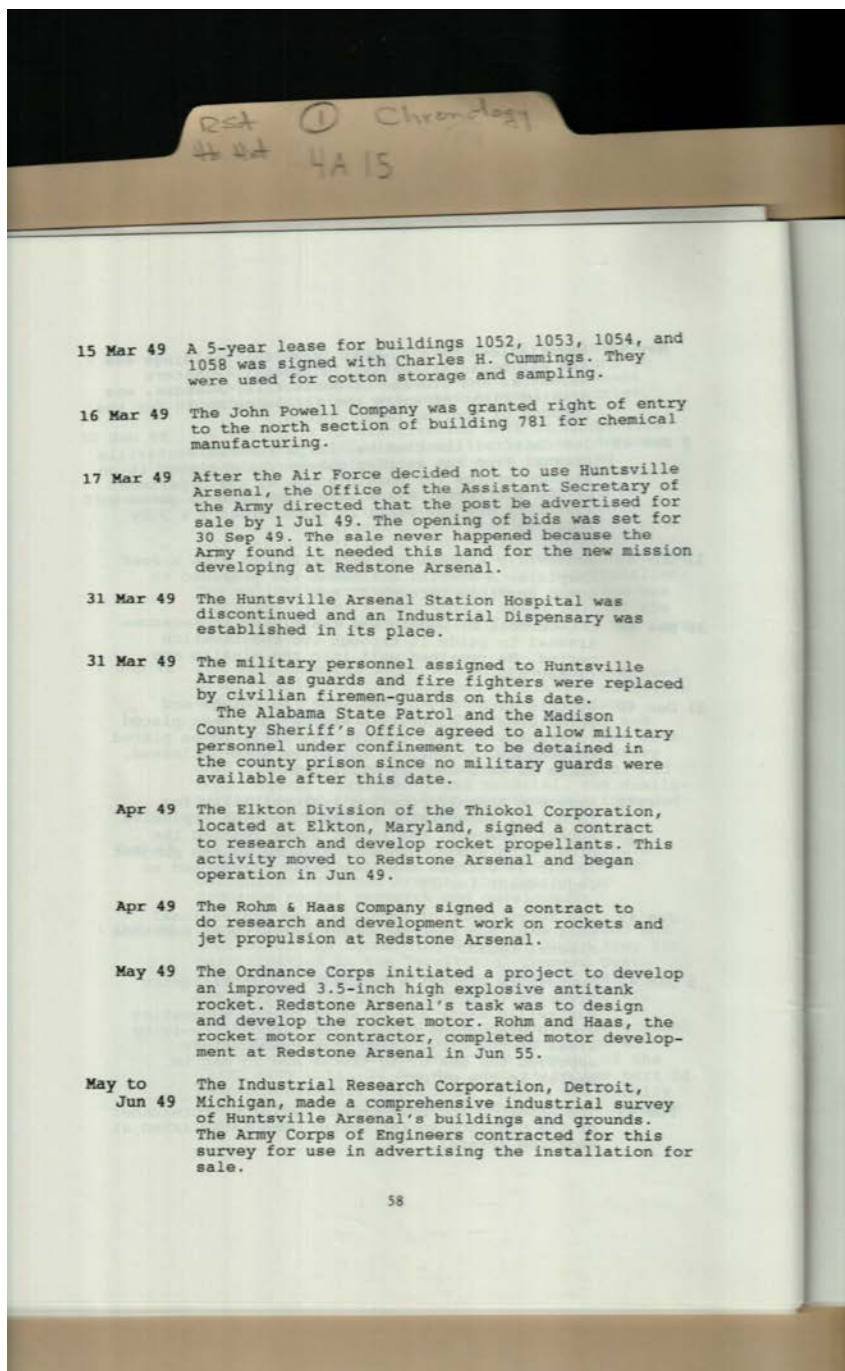 ① Chronology
4A 15
15 Mar 49 A 5-year lease for buildings 1052, 1053, 1054, and
1058 was signed with Charles H. Cummings. They
were used for cotton storage and sampling.
16 Mar 49 The John Powell Company was granted right of entry
to the north section of building 781 for chemical
manufacturing.
17 Mar 49 After the Air Force decided not to use Huntsville
Arsenal, the Office of the Assistant Secretary of
the Army directed that the post be advertised for
sale by 1 Jul 49. The opening of bids was set for
30 Sep 49. The sale never happened because the
Army found it needed this land for the new mission
developing at Redstone Arsenal.
31 Mar 49 The Huntsville Arsenal Station Hospital was
discontinued and an Industrial Dispensary was
established in its place.
31 Mar 49 The military personnel assigned to Huntsville
Arsenal as guards and fire fighters were replaced
by civilian firemen-guards on this date.
The Alabama State Patrol and the Madison
County Sheriff's Office agreed to allow military
personnel under confinement to be detained in
the county prison since no military guards were
available after this date.
Apr 49 The Elkton Division of the Thiokol Corporation,
located at Elkton, Maryland, signed a contract
to research and develop rocket propellants. This
activity moved to Redstone Arsenal and began
operation in Jun 49.
Apr 49 The Rohm & Haas Company signed a contract to
do research and development work on rockets and
jet propulsion at Redstone Arsenal.
May 49 The Ordnance Corps initiated a project to develop
an improved 3.5-inch high explosive antitank
rocket. Redstone Arsenal's task was to design
and develop the rocket motor. Rohm and Haas, the
rocket motor contractor, completed motor develop-
ment at Redstone Arsenal in Jun 55.
May to The Industrial Research Corporation, Detroit,
Jun 49 Michigan, made a comprehensive industrial survey
of Huntsville Arsenal's buildings and grounds.
The Army Corps of Engineers contracted for this
survey for use in advertising the installation for
sale.
58